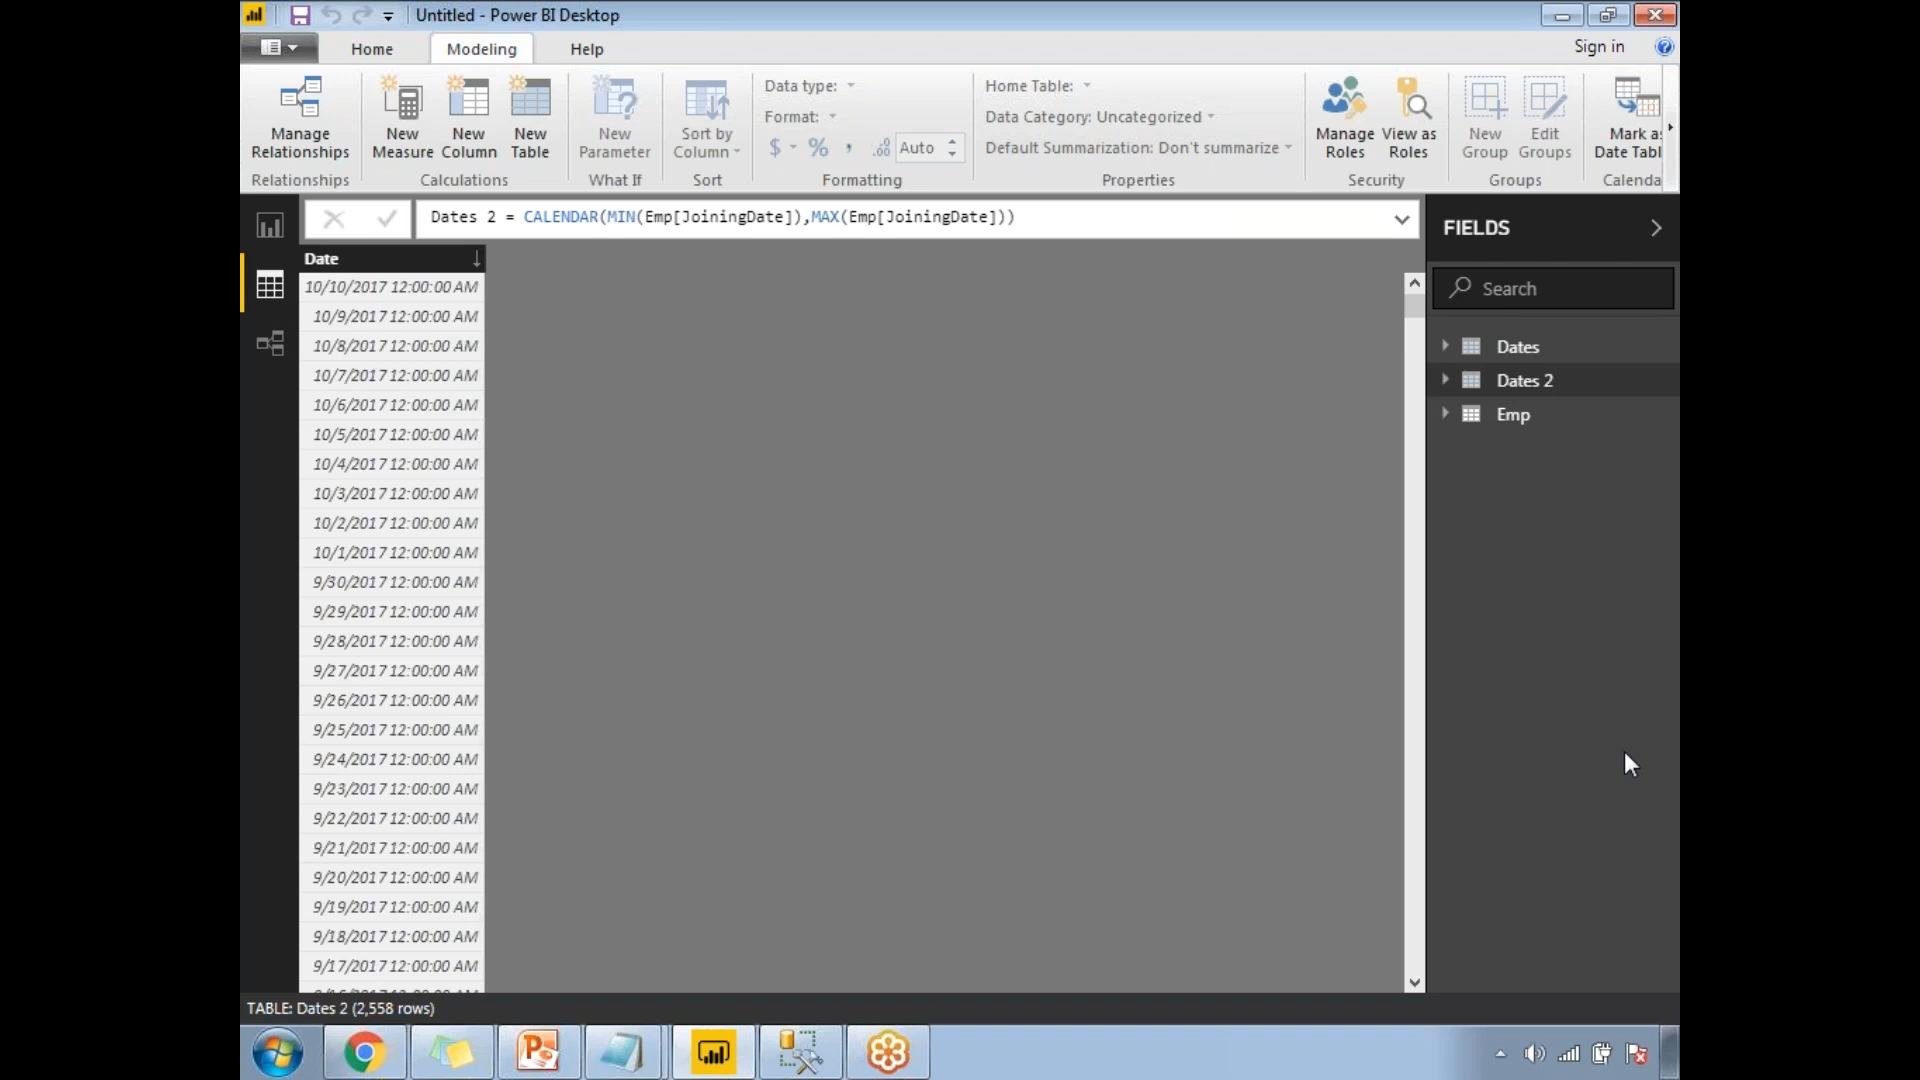 Untitled - Power BI Desktop
Home Modeling Help Sign in
Manage Relationships
New Measure
New Column
New Table
New Parameter
Sort by Column
Data type:
Format:
$ % , .00 Auto
Home Table:
Data Category: Uncategorized
Default Summarization: Don't summarize
Manage Roles
View as Roles
New Group
Edit Groups
Mark as
Date Tabl
Relationships Calculations What If Sort Formatting Properties Security Groups Calenda
Dates 2 = CALENDAR(MIN(Emp[JoiningDate]),MAX(Emp[JoiningDate]))
Date
10/10/2017 12:00:00 AM
10/9/2017 12:00:00 AM
10/8/2017 12:00:00 AM
10/7/2017 12:00:00 AM
10/6/2017 12:00:00 AM
10/5/2017 12:00:00 AM
10/4/2017 12:00:00 AM
10/3/2017 12:00:00 AM
10/2/2017 12:00:00 AM
10/1/2017 12:00:00 AM
9/30/2017 12:00:00 AM
9/29/2017 12:00:00 AM
9/28/2017 12:00:00 AM
9/27/2017 12:00:00 AM
9/26/2017 12:00:00 AM
9/25/2017 12:00:00 AM
9/24/2017 12:00:00 AM
9/23/2017 12:00:00 AM
9/22/2017 12:00:00 AM
9/21/2017 12:00:00 AM
9/20/2017 12:00:00 AM
9/19/2017 12:00:00 AM
9/18/2017 12:00:00 AM
9/17/2017 12:00:00 AM
FIELDS
Search
Dates
Dates 2
Emp
TABLE: Dates 2 (2,558 rows)